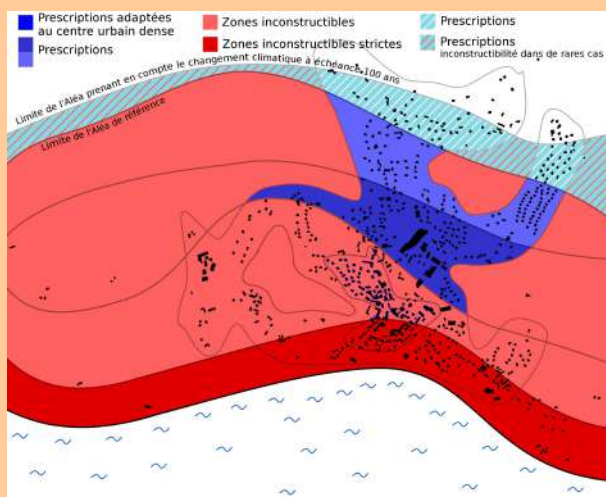 Prescriptions adaptées
au centre urbain dense
Prescriptions
Zones inconstructibles
Zones inconstructibles strictes
Prescriptions
Prescriptions
inconstructibilité dans de rares cas
Limite de l'Aléa prenant en compte le changement climatique à échéance 100 ans
Limite de l'Aléa de référence